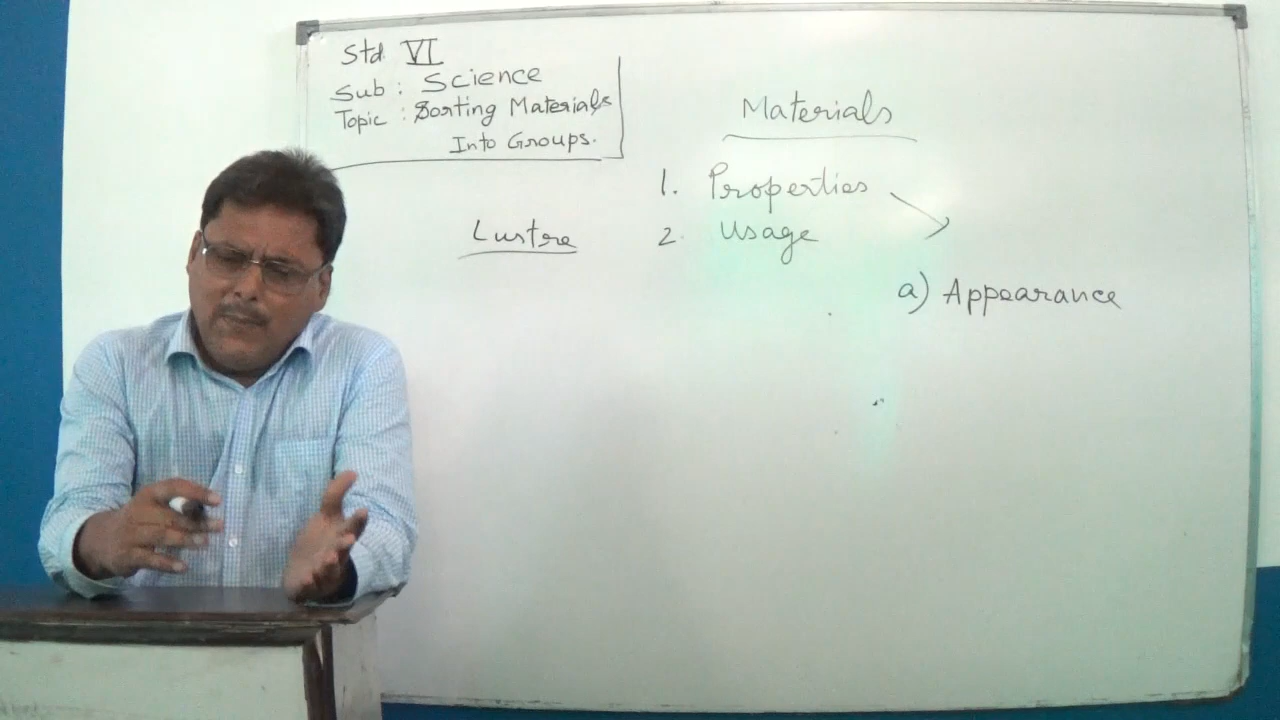 Std VI
Sub : Science
Topic : Sorting Materials
Into Groups.
Materials
1. Properties
2. Usage
Lustre
a) Appearance